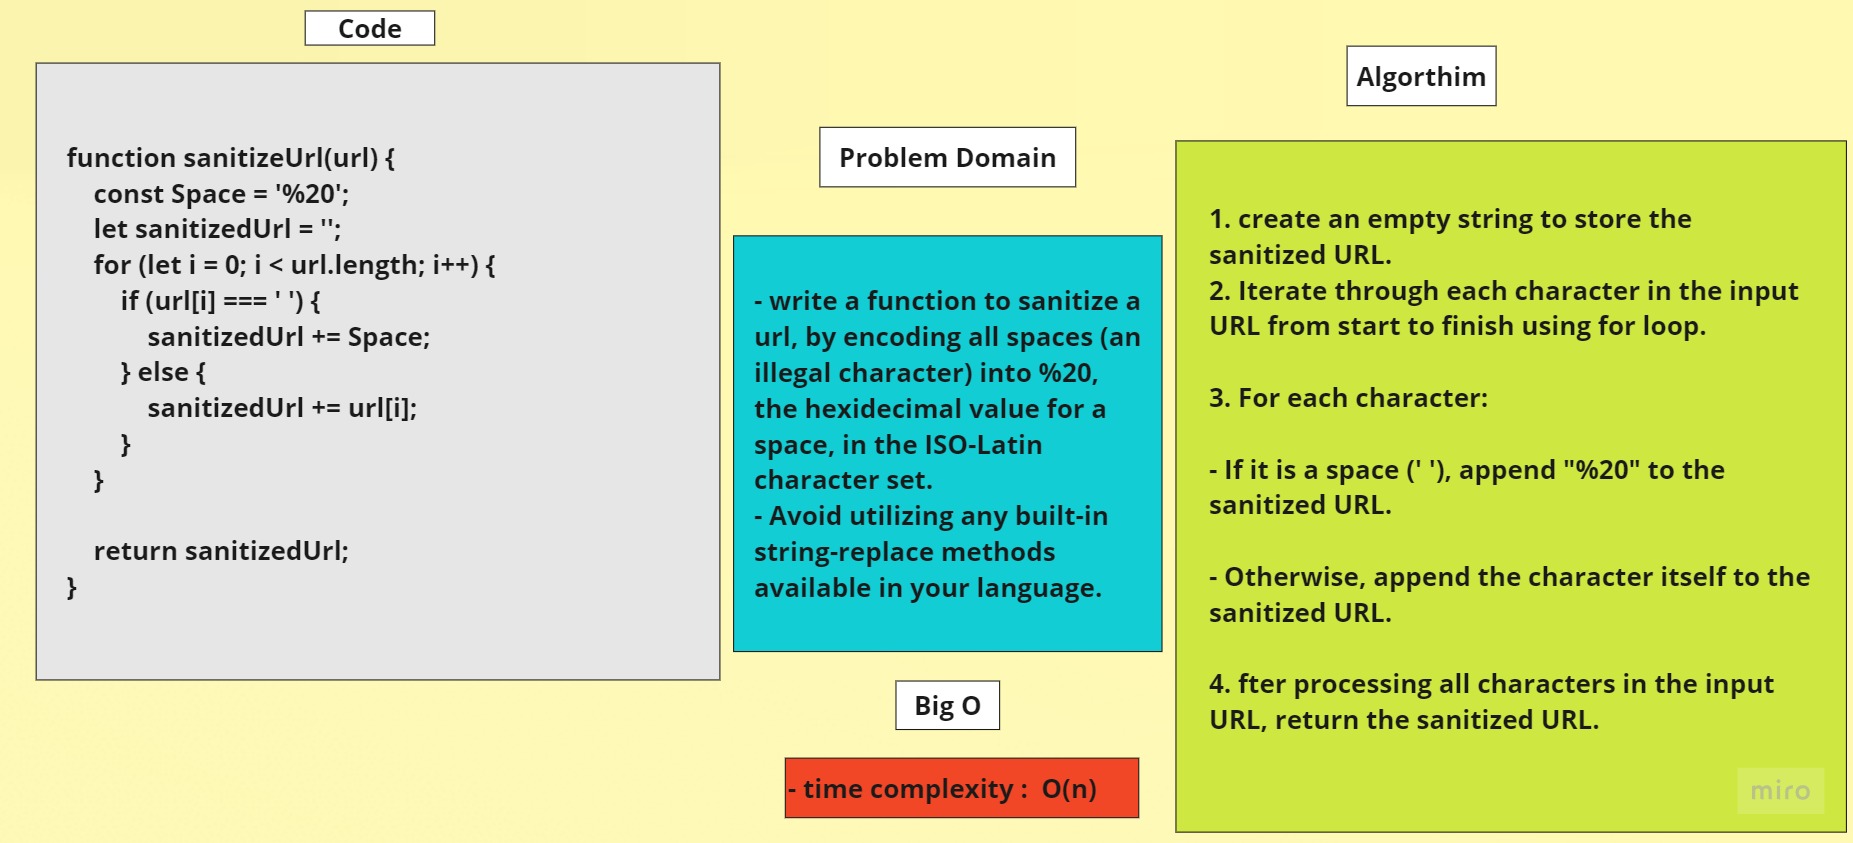 Code
function sanitizeUrl(url) {
const Space = '%20';
let sanitizedUrl = '';
for (let i = 0; i < url.length; i++) {
if (url[i] === ' ') {
sanitizedUrl += Space;
} else {
sanitizedUrl += url[i];
}
}
return sanitizedUrl;
}
Problem Domain
- write a function to sanitize a
url, by encoding all spaces (an
illegal character) into %20,
the hexidecimal value for a
space, in the ISO-Latin
character set.
- Avoid utilizing any built-in
string-replace methods
available in your language.
Big O
- time complexity :  O(n)
Algorthim
1. create an empty string to store the
sanitized URL.
2. Iterate through each character in the input
URL from start to finish using for loop.
3. For each character:
- If it is a space (' '), append "%20" to the
sanitized URL.
- Otherwise, append the character itself to the
sanitized URL.
4. fter processing all characters in the input
URL, return the sanitized URL.
miro